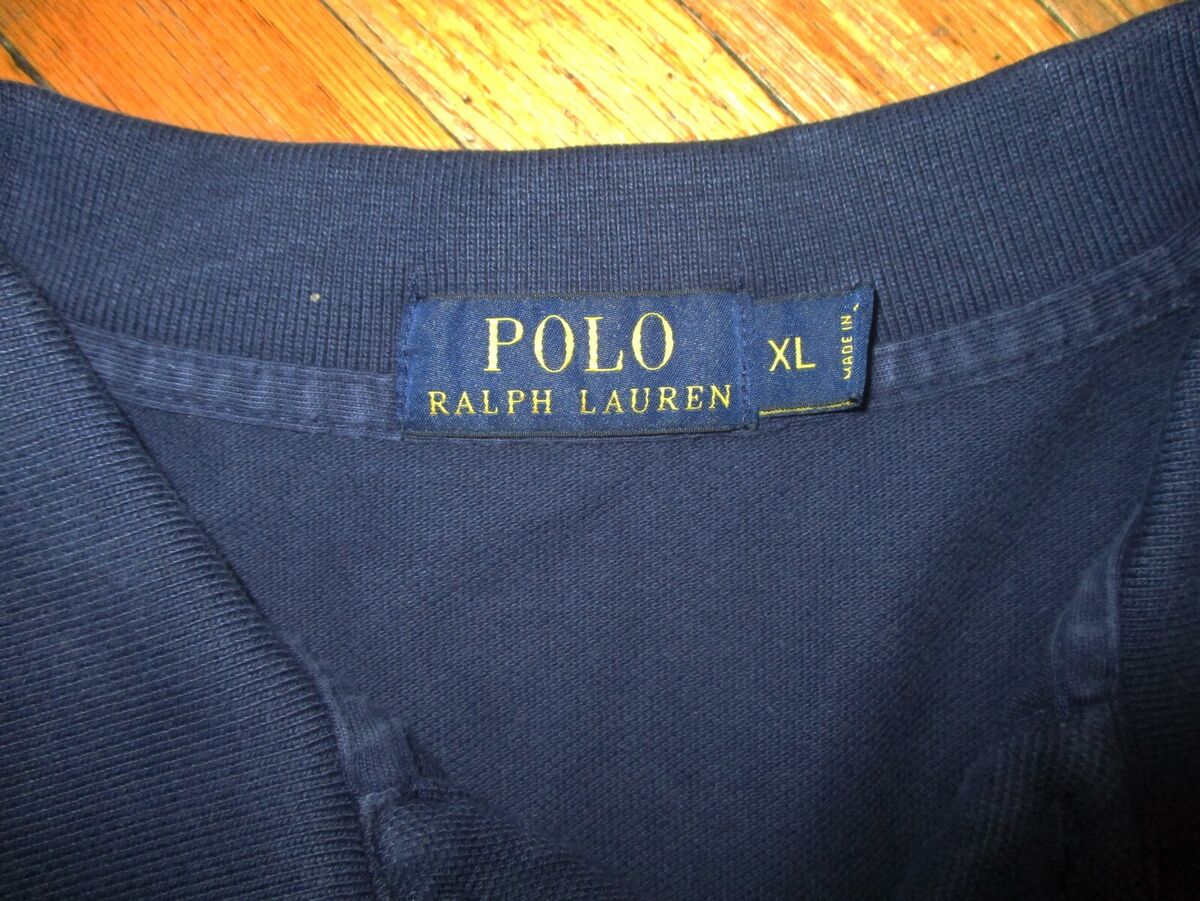 POLO
RALPH LAUREN
XL
MADE IN